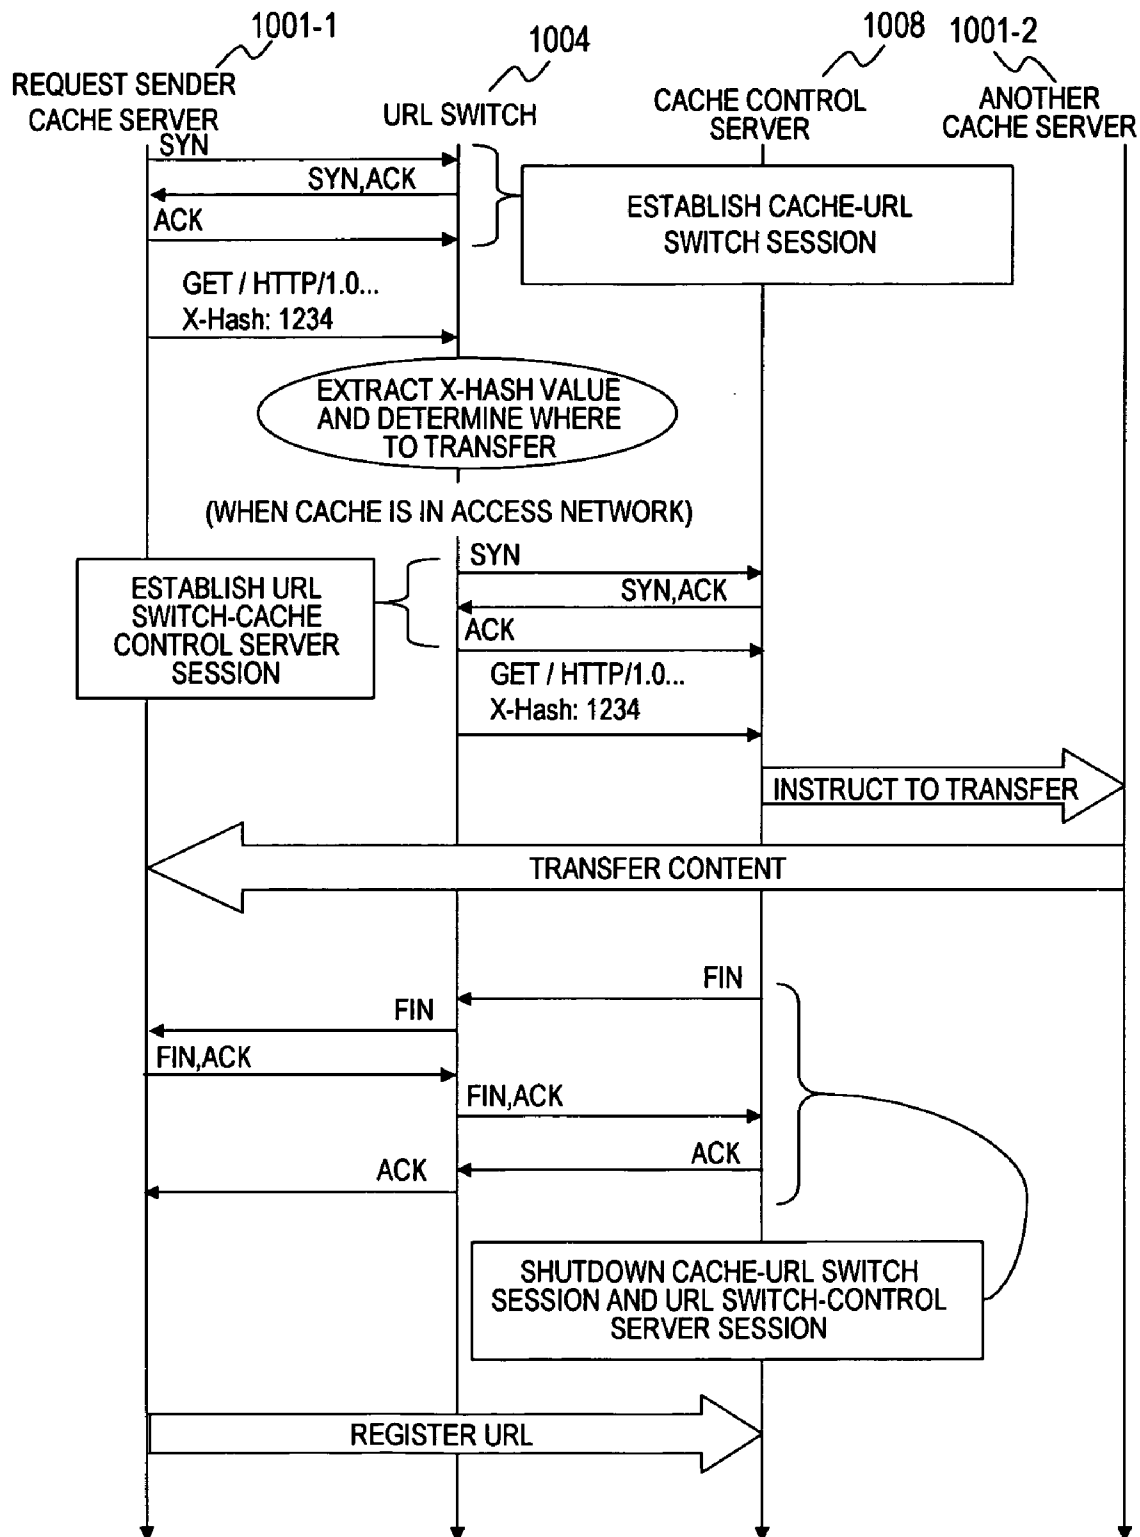 1001-1
1004
1008
1001-2
REQUEST SENDER
CACHE SERVER
URL SWITCH
CACHE CONTROL
SERVER
ANOTHER
CACHE SERVER
SYN
SYN,ACK
ACK
ESTABLISH CACHE-URL
SWITCH SESSION
GET / HTTP/1.0...
X-Hash: 1234
EXTRACT X-HASH VALUE
AND DETERMINE WHERE
TO TRANSFER
(WHEN CACHE IS IN ACCESS NETWORK)
ESTABLISH URL
SWITCH-CACHE
CONTROL SERVER
SESSION
SYN
SYN,ACK
ACK
GET / HTTP/1.0...
X-Hash: 1234
INSTRUCT TO TRANSFER
TRANSFER CONTENT
FIN
FIN
FIN,ACK
FIN,ACK
ACK
ACK
SHUTDOWN CACHE-URL SWITCH
SESSION AND URL SWITCH-CONTROL
SERVER SESSION
REGISTER URL